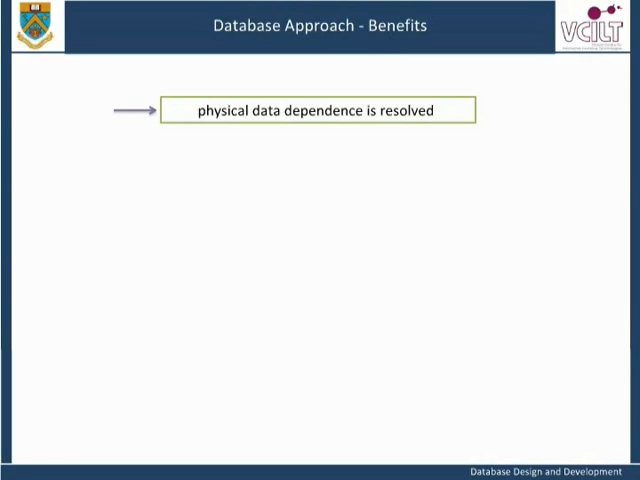 Database Approach - Benefits
VCILT
physical data dependence is resolved
Database Design and Development